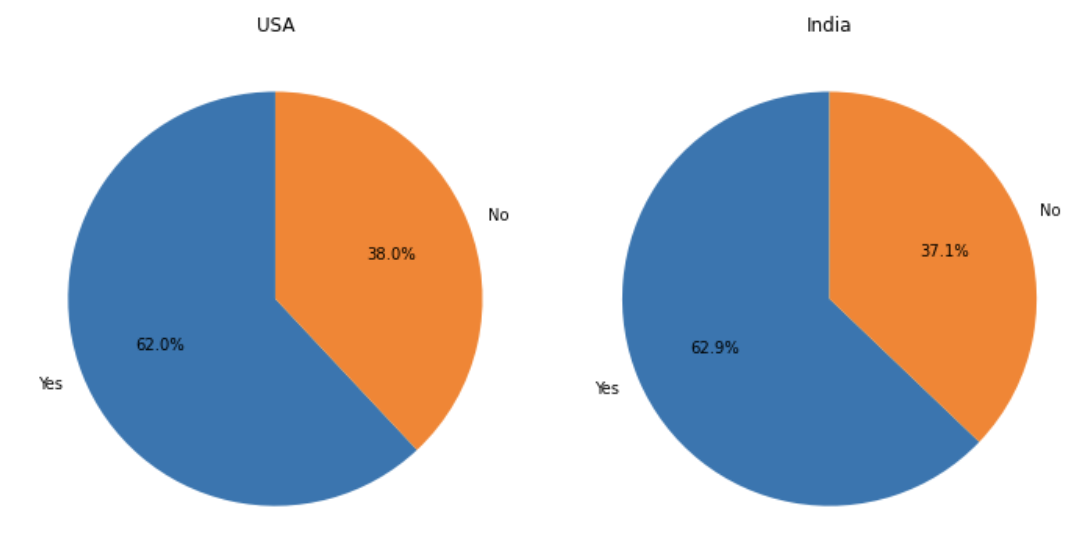 USA
No
38.0%
62.0%
Yes
India
No
37.1%
62.9%
Yes